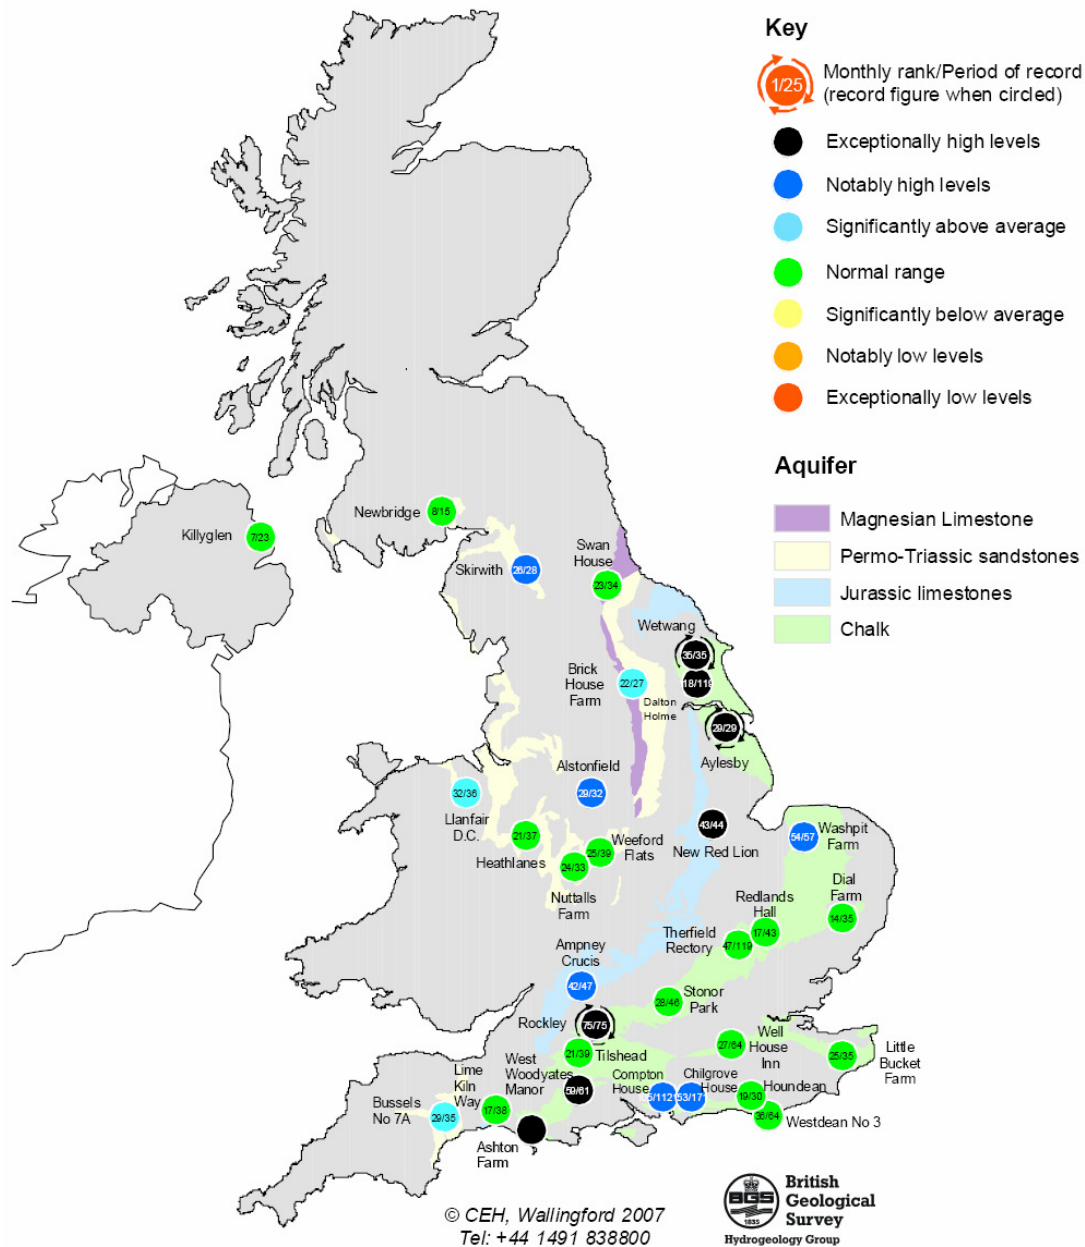 Key
1/25
Monthly rank/Period of record
(record figure when circled)
Exceptionally high levels
Notably high levels
Significantly above average
Normal range
Significantly below average
Notably low levels
Exceptionally low levels
Aquifer
Magnesian Limestone
Permo-Triassic sandstones
Jurassic limestones
Chalk
Newbridge
8/15
Killyglen
7/23
Skirwith
26/28
Swan
House
23/34
Wetwang
35/35
Brick
House
Farm
22/27
18/119
Dalton
Holme
29/29
Aylesby
Alstonfield
29/32
32/36
Llanfair
D.C.
21/37
Heathlanes
Weeford
Flats
25/39
24/33
Nuttalls
Farm
43/44
New Red Lion
54/57
Washpit
Farm
Dial
Farm
14/35
Redlands
Hall
17/43
Therfield
Rectory
47/119
Ampney
Crucis
42/47
28/46
Stonor
Park
Rockley
75/75
21/39
Tilshead
27/64
Well
House
Inn
25/35
Little
Bucket
Farm
West
Woodyates
Manor
59/61
Compton
House
Chilgrove
House
Houndean
19/30
36/64
Westdean No 3
Lime
Kiln
Way
17/38
Bussels
No 7A
29/35
Ashton
Farm
© CEH, Wallingford 2007
Tel: +44 1491 838800
BGS
1835
British
Geological
Survey
Hydrogeology Group